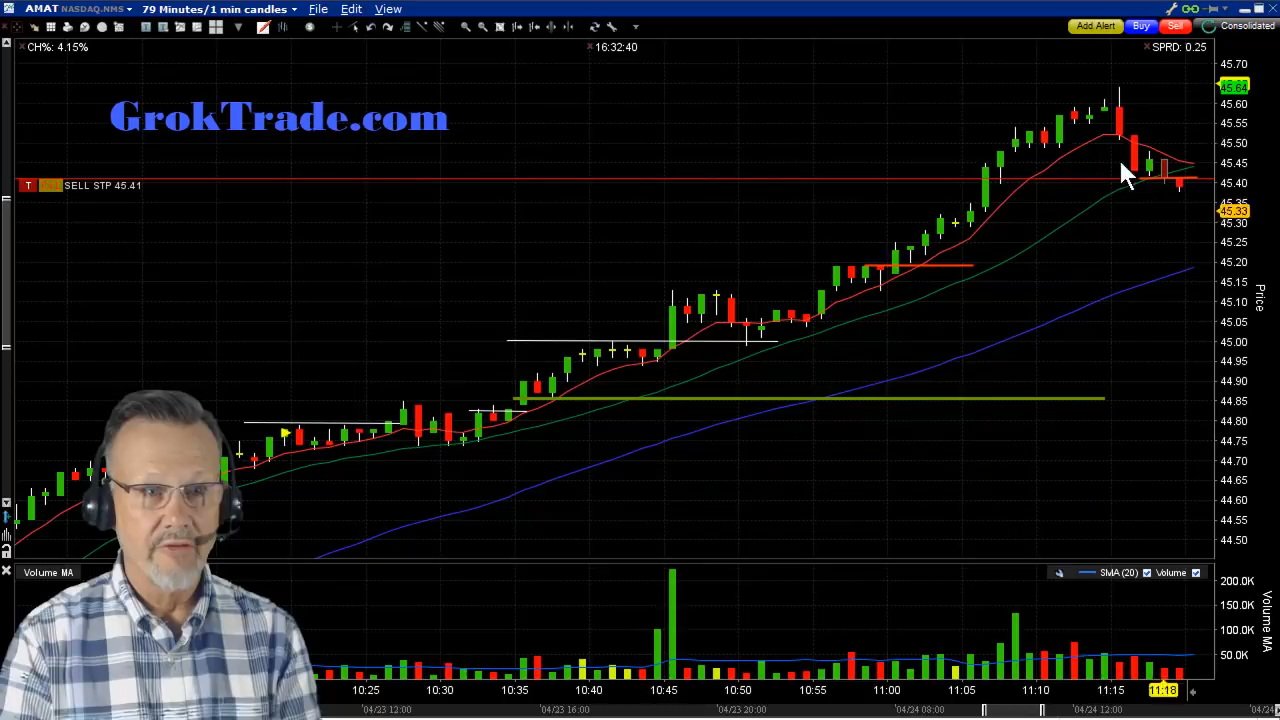 AMAT NASDAQ.NMS 79 Minutes/1 min candles File Edit View
Add Alert Buy Sell Consolidated
CH%: 4.15% 16:32:40 SPRD: 0.25
GrokTrade.com
T SELL STP 45.41
45.70
45.64
45.60
45.55
45.50
45.45
45.40
45.35
45.33
45.30
45.25
45.20
45.15
45.10
45.05
45.00
44.95
44.90
44.85
44.80
44.75
44.70
44.65
44.60
44.55
44.50
Price
Volume MA SMA (20) Volume
200.0K
150.0K
100.0K
50.0K
Volume MA
10:25 10:30 10:35 10:40 10:45 10:50 10:55 11:00 11:05 11:10 11:15 11:18
04/23 12:00 04/23 16:00 04/23 20:00 04/24 08:00 04/24 12:00 04/24